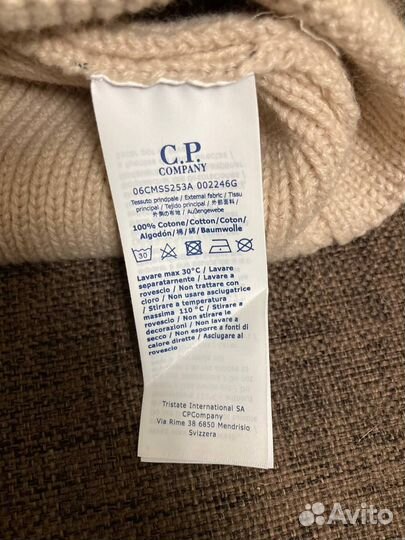 C.P.
COMPANY
06CMSS253A 002246G
Tessuto principale / External fabric / Tissu
principal / Tejido principal / 外部面料 /
外側の布地 / Außengewebe
100% Cotone/Cotton/Coton/
Algodón/棉/綿/Baumwolle
30
Lavare max 30°C / Lavare
separatamente / Lavare a
rovescio / Non trattare con
cloro / Non usare asciugatrice
/ Stirare a temperatura
massima 110°C / Stirare a
rovescio / Non stirare le
decorazioni / Non lavare a
secco / Non esporre a fonti di
calore dirette / Asciugare al
rovescio
Tristate International SA
CPCompany
Via Rime 38 6850 Mendrisio
Svizzera
Avito